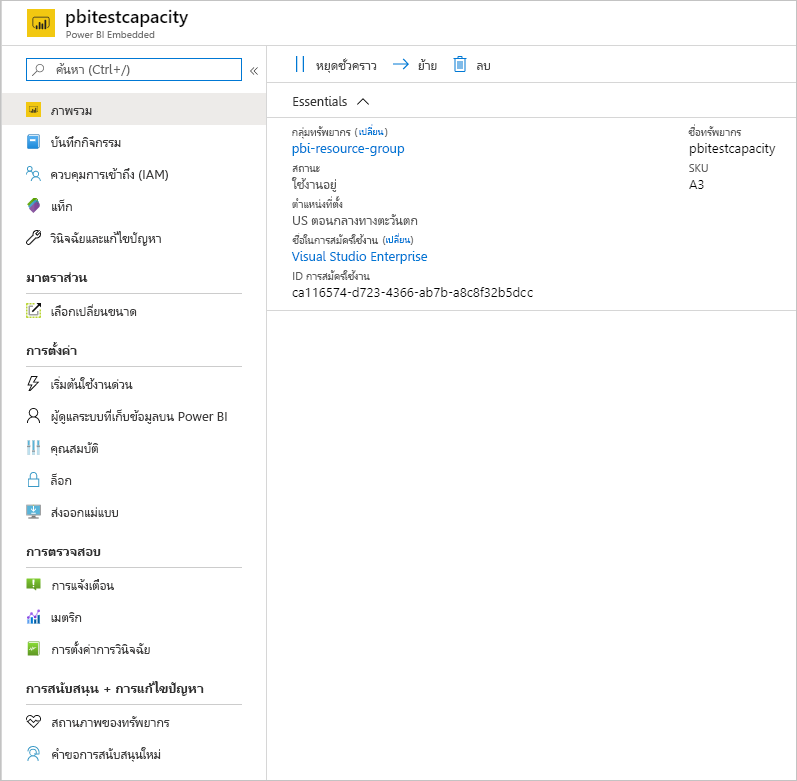 pbitestcapacity
Power BI Embedded
ค้นหา (Ctrl+/)
«
ภาพรวม
บันทึกกิจกรรม
ควบคุมการเข้าถึง (IAM)
แท็ก
วินิจฉัยและแก้ไขปัญหา
มาตราส่วน
เลือกเปลี่ยนขนาด
การตั้งค่า
เริ่มต้นใช้งานด่วน
ผู้ดูแลระบบที่เก็บข้อมูลบน Power BI
คุณสมบัติ
ล็อก
ส่งออกแม่แบบ
การตรวจสอบ
การแจ้งเตือน
เมตริก
การตั้งค่าการวินิจฉัย
การสนับสนุน + การแก้ไขปัญหา
สถานภาพของทรัพยากร
คำขอการสนับสนุนใหม่
หยุดชั่วคราว ย้าย ลบ
Essentials
กลุ่มทรัพยากร (เปลี่ยน)
pbi-resource-group
สถานะ
ใช้งานอยู่
ตำแหน่งที่ตั้ง
US ตอนกลางทางตะวันตก
ชื่อในการสมัครใช้งาน (เปลี่ยน)
Visual Studio Enterprise
ID การสมัครใช้งาน
ca116574-d723-4366-ab7b-a8c8f32b5dcc
ชื่อทรัพยากร
pbitestcapacity
SKU
A3